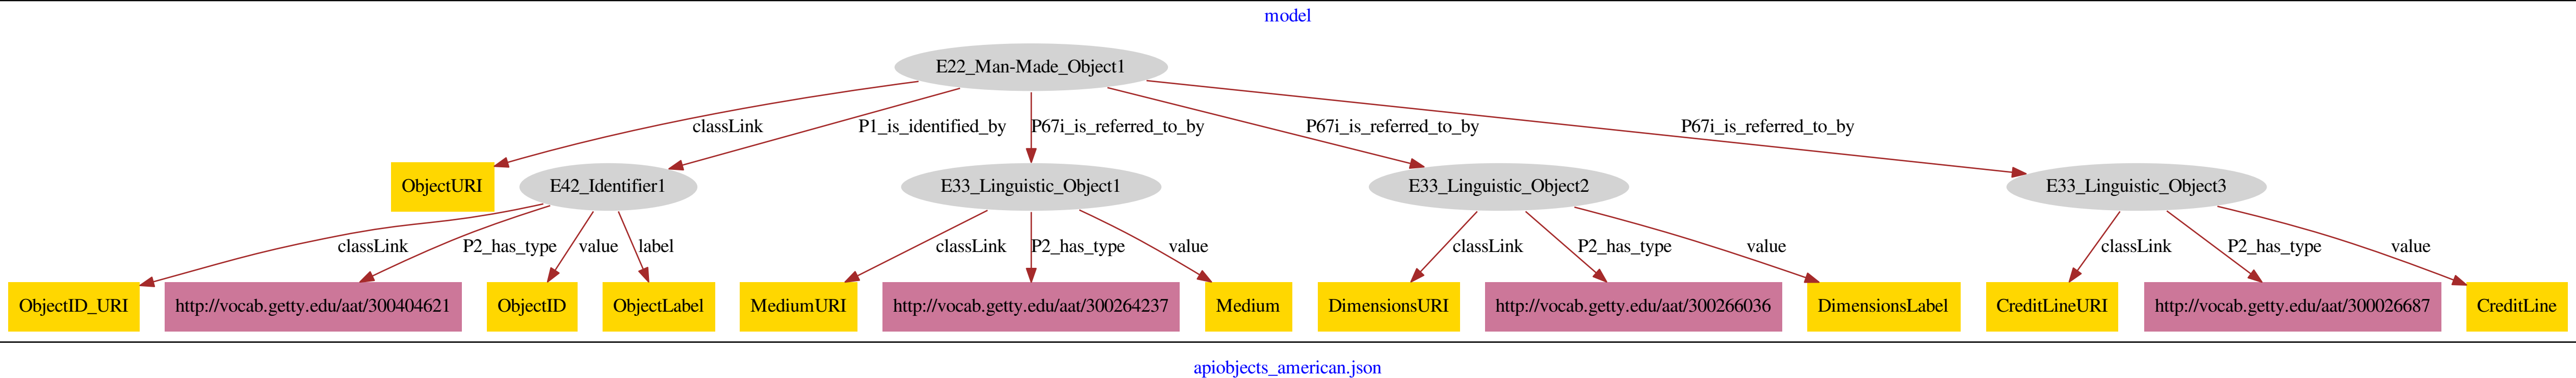 model
E22_Man-Made_Object1
classLink
P1_is_identified_by
P67i_is_referred_to_by
P67i_is_referred_to_by
P67i_is_referred_to_by
ObjectURI
E42_Identifier1
E33_Linguistic_Object1
E33_Linguistic_Object2
E33_Linguistic_Object3
classLink
P2_has_type
value
label
classLink
P2_has_type
value
classLink
P2_has_type
value
classLink
P2_has_type
value
ObjectID_URI
http://vocab.getty.edu/aat/300404621
ObjectID
ObjectLabel
MediumURI
http://vocab.getty.edu/aat/300264237
Medium
DimensionsURI
http://vocab.getty.edu/aat/300266036
DimensionsLabel
CreditLineURI
http://vocab.getty.edu/aat/300026687
CreditLine
apiobjects_american.json